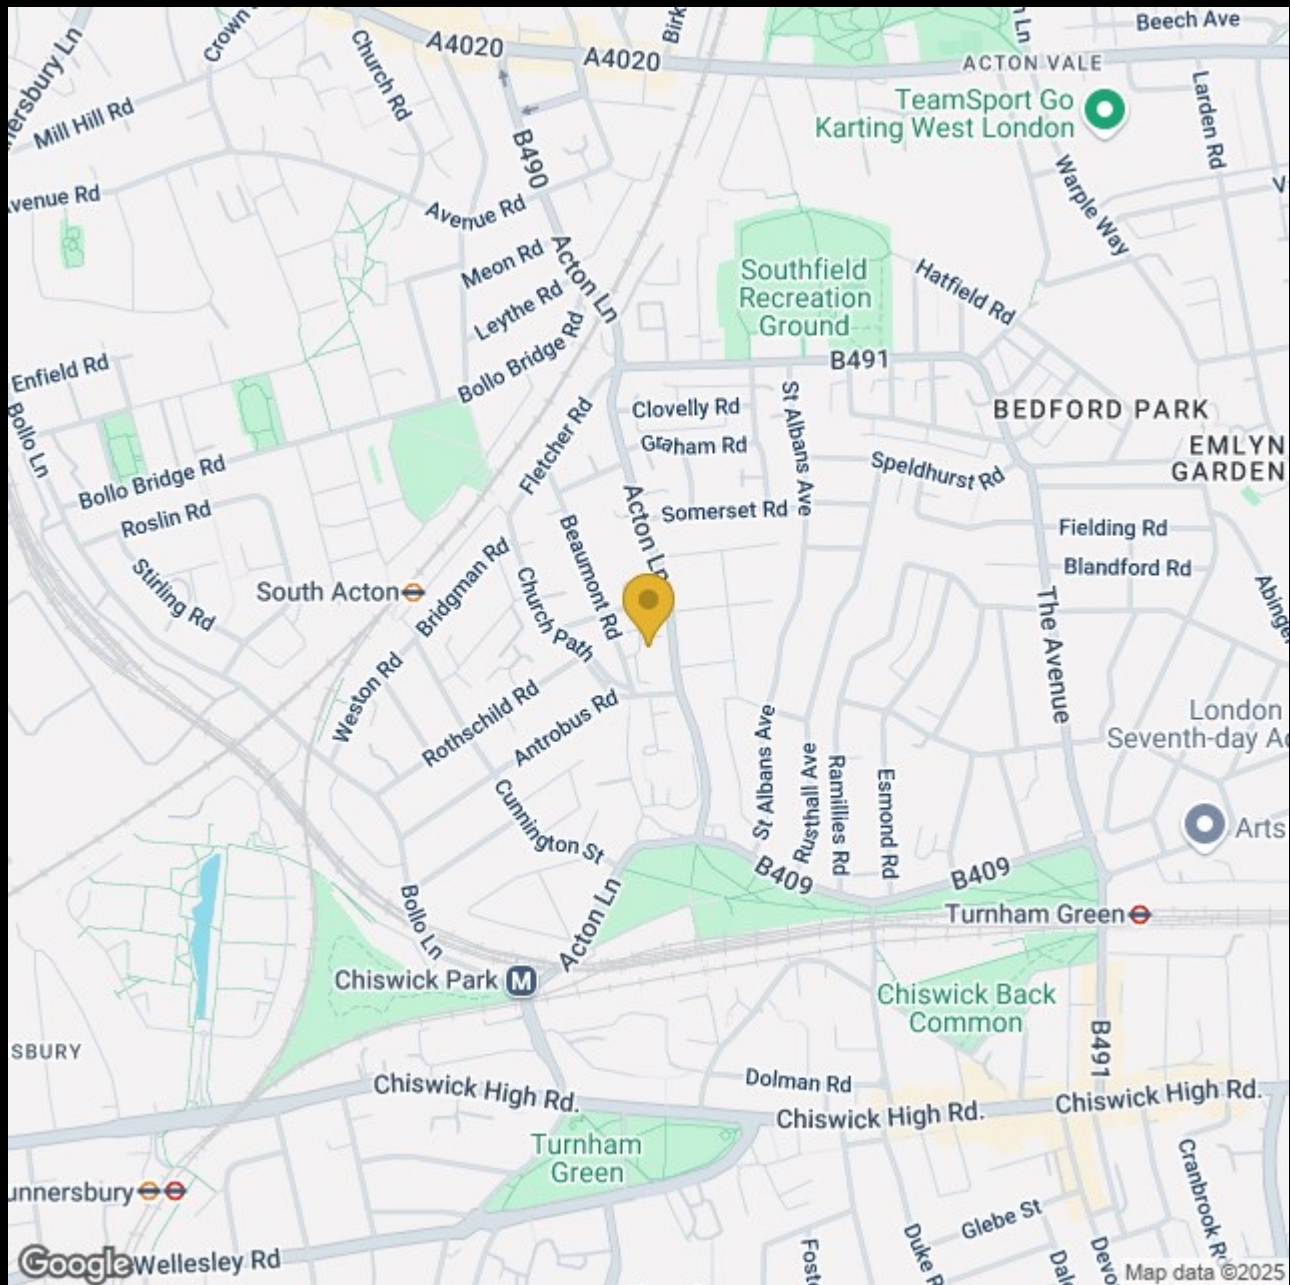 Beech Ave
Crown
Birk
A4020
A4020
Church Rd
ACTON VALE
TeamSport Go
Karting West London
Larden Rd
Mill Hill Rd
B490
Warple Way
Avenue Rd
Meon Rd
Acton Ln
Leythe Rd
Southfield
Recreation
Ground
Hatfield Rd
Bollo Bridge Rd
B491
Enfield Rd
Bollo Ln
Clovelly Rd
St Albans Ave
BEDFORD PARK
Graham Rd
Fletcher Rd
EMLYN
GARDEN
Speldhurst Rd
Bollo Bridge Rd
Roslin Rd
Acton Ln
Somerset Rd
Fielding Rd
Blandford Rd
Beaumont Rd
Stirling Rd
South Acton
Bridgman Rd
Church Path
The Avenue
Weston Rd
Rothschild Rd
Antrobus Rd
London
Seventh-day
St Albans Ave
Rusthall Ave
Ramillies Rd
Esmond Rd
Cunnington St
Arts
B409
B409
Bollo Ln
Acton Ln
Turnham Green
Chiswick Park
M
Chiswick Back
Common
B491
SBURY
Dolman Rd
Chiswick High Rd.
Chiswick High Rd.
Chiswick High Rd.
Turnham
Green
Cranbrook Rd
unnersbury
Glebe St
Duke R
Google
Wellesley Rd
Map data ©2025